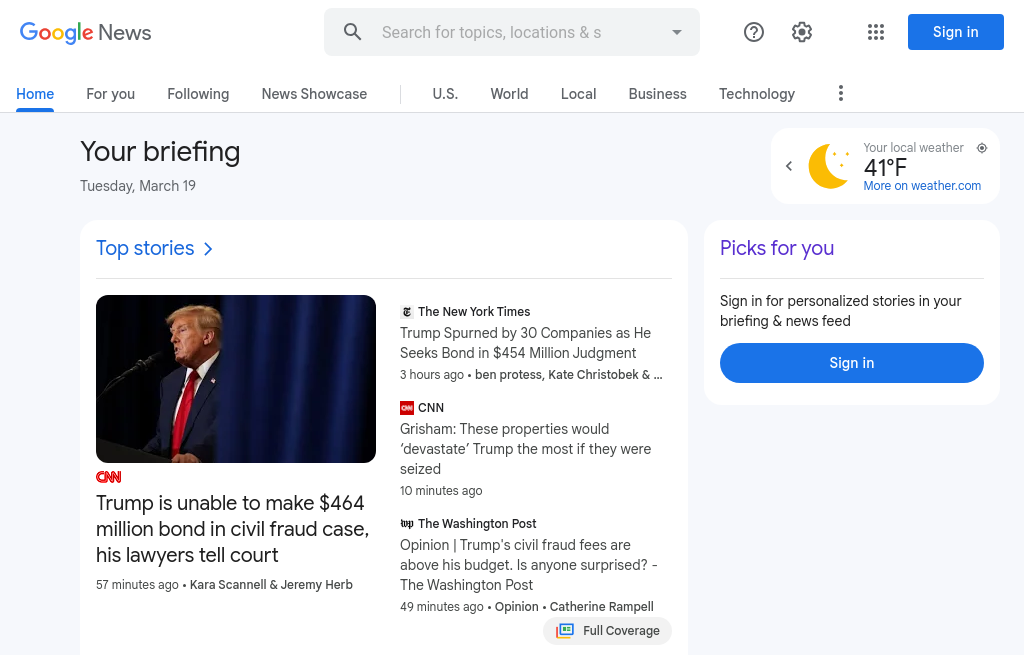 Google News
Search for topics, locations & s
Sign in
Home
For you
Following
News Showcase
U.S.
World
Local
Business
Technology
Your briefing
Tuesday, March 19
Your local weather
41°F
More on weather.com
Top stories
CNN
Trump is unable to make $464
million bond in civil fraud case,
his lawyers tell court
57 minutes ago • Kara Scannell & Jeremy Herb
The New York Times
Trump Spurned by 30 Companies as He
Seeks Bond in $454 Million Judgment
3 hours ago • ben protess, Kate Christobek & ...
CNN CNN
Grisham: These properties would
‘devastate’ Trump the most if they were
seized
10 minutes ago
wp The Washington Post
Opinion | Trump's civil fraud fees are
above his budget. Is anyone surprised? -
The Washington Post
49 minutes ago • Opinion • Catherine Rampell
Full Coverage
Picks for you
Sign in for personalized stories in your
briefing & news feed
Sign in